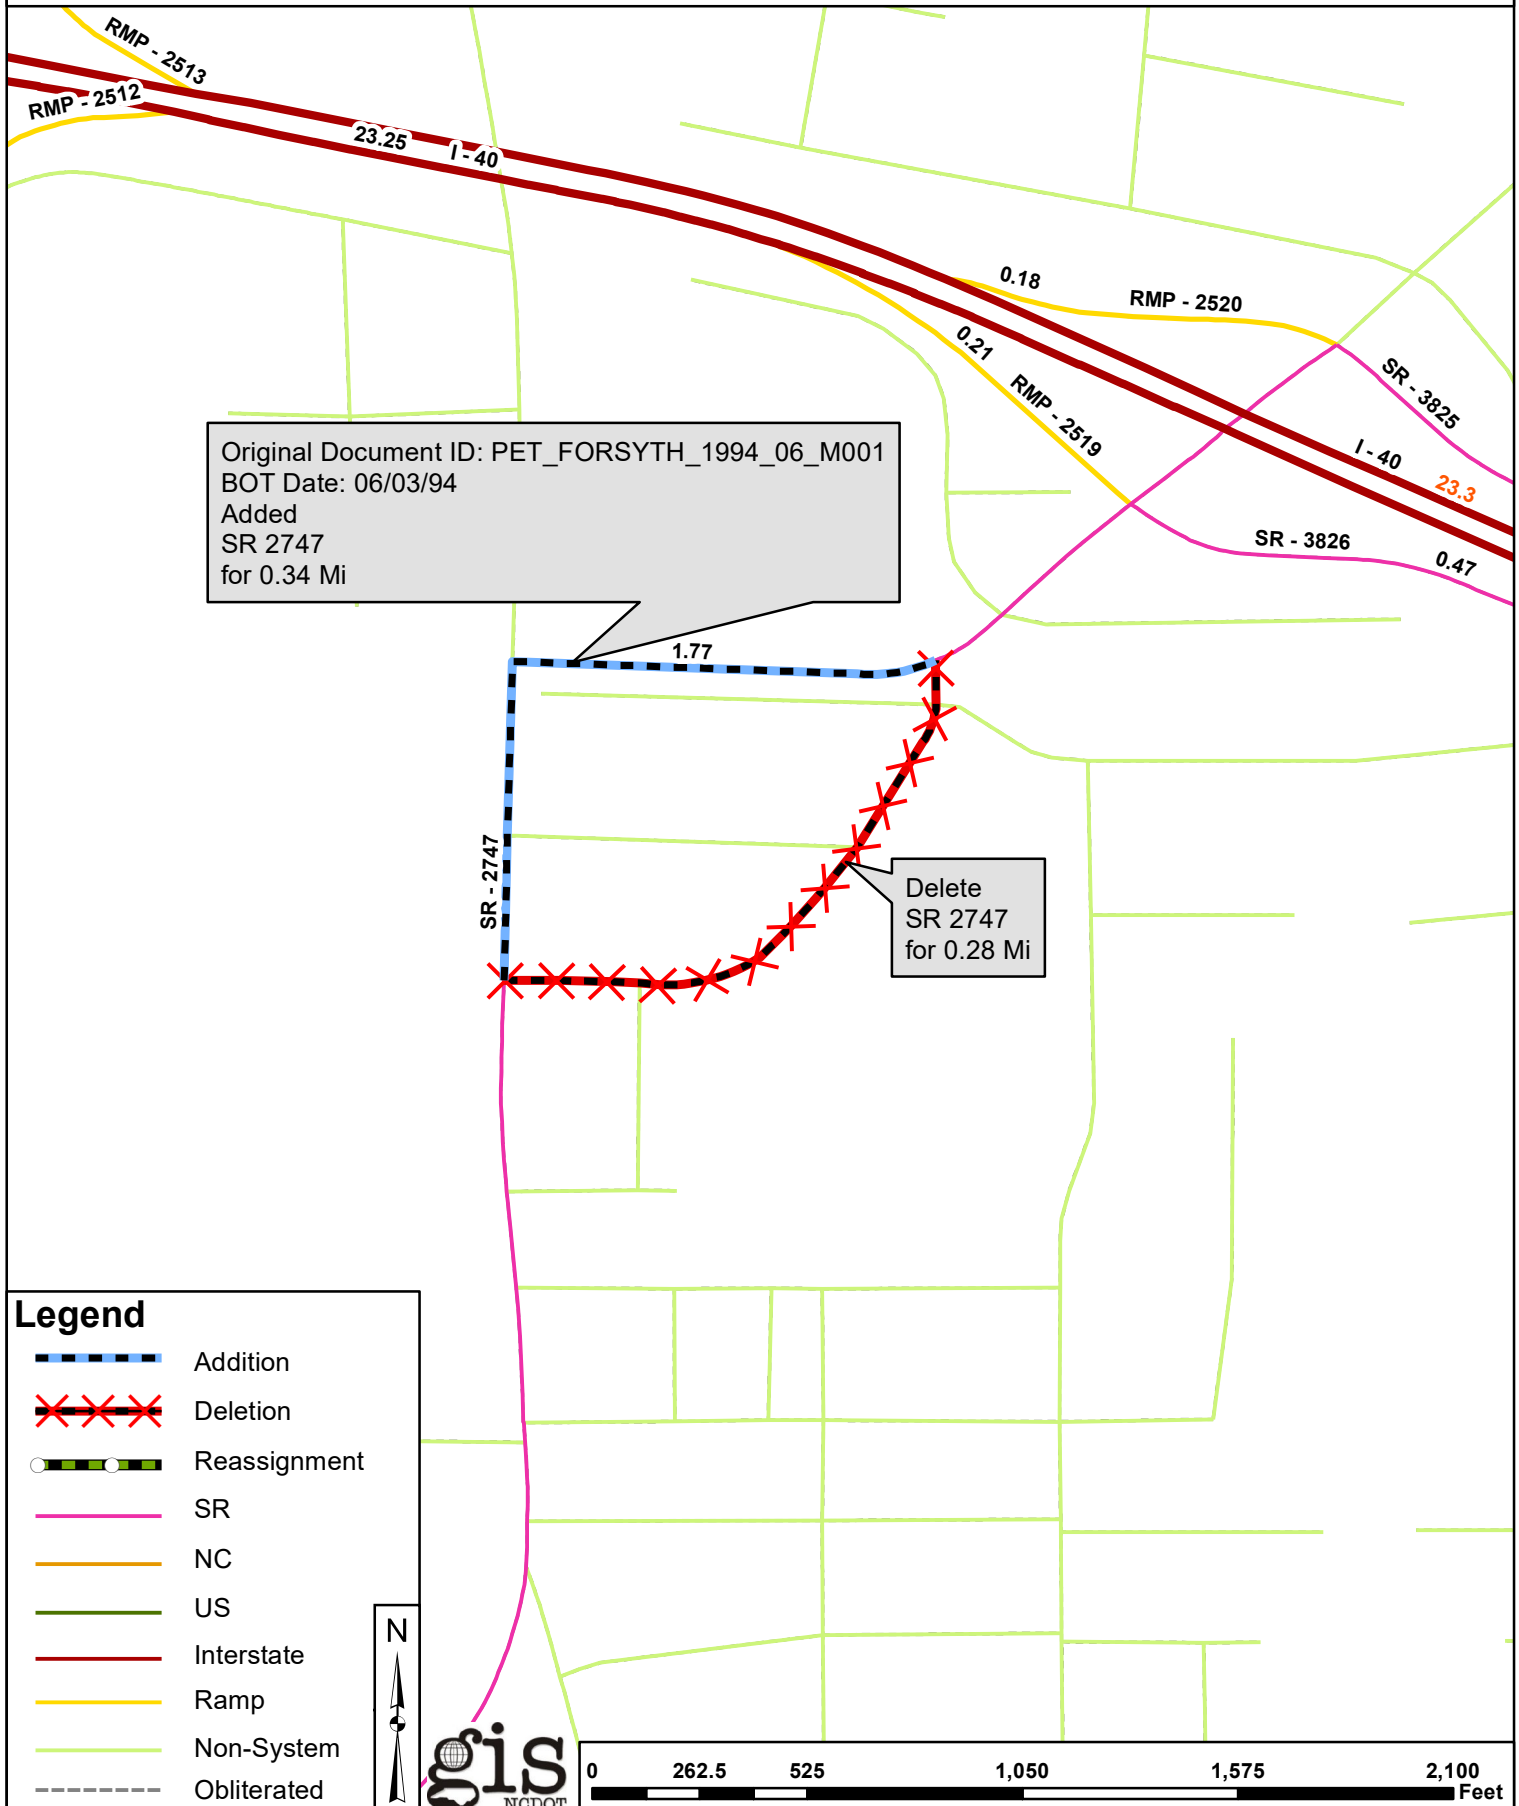 RMP - 2513
RMP - 2512
23.25
I - 40
0.18
RMP - 2520
0.21
RMP - 2519
SR - 3825
I - 40
23.3
SR - 3826
0.47
Original Document ID: PET_FORSYTH_1994_06_M001
BOT Date: 06/03/94
Added
SR 2747
for 0.34 Mi
1.77
SR - 2747
Delete
SR 2747
for 0.28 Mi
Legend
Addition
Deletion
Reassignment
SR
NC
US
Interstate
Ramp
Non-System
Obliterated
N
gis
NCDOT
0 262.5 525 1,050 1,575 2,100
Feet